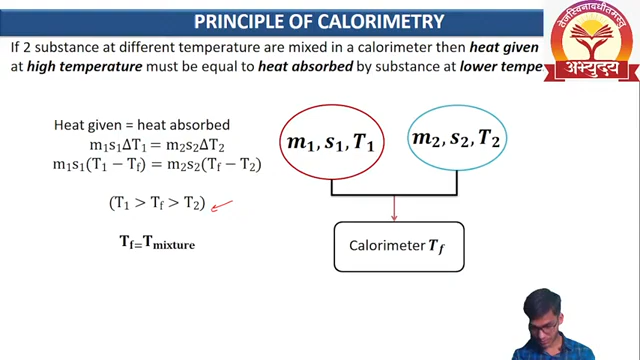 PRINCIPLE OF CALORIMETRY
If 2 substance at different temperature are mixed in a calorimeter then heat given
at high temperature must be equal to heat absorbed by substance at lower tempe
तेजस्विनावधीतमस्तु
अभ्युदय
Heat given = heat absorbed
m₁s₁ΔT₁ = m₂s₂ΔT₂
m₁s₁(T₁ − T_f) = m₂s₂(T_f − T₂)
(T₁ > T_f > T₂)
T_f= T_mixture
m₁, s₁, T₁
m₂, s₂, T₂
Calorimeter T_f